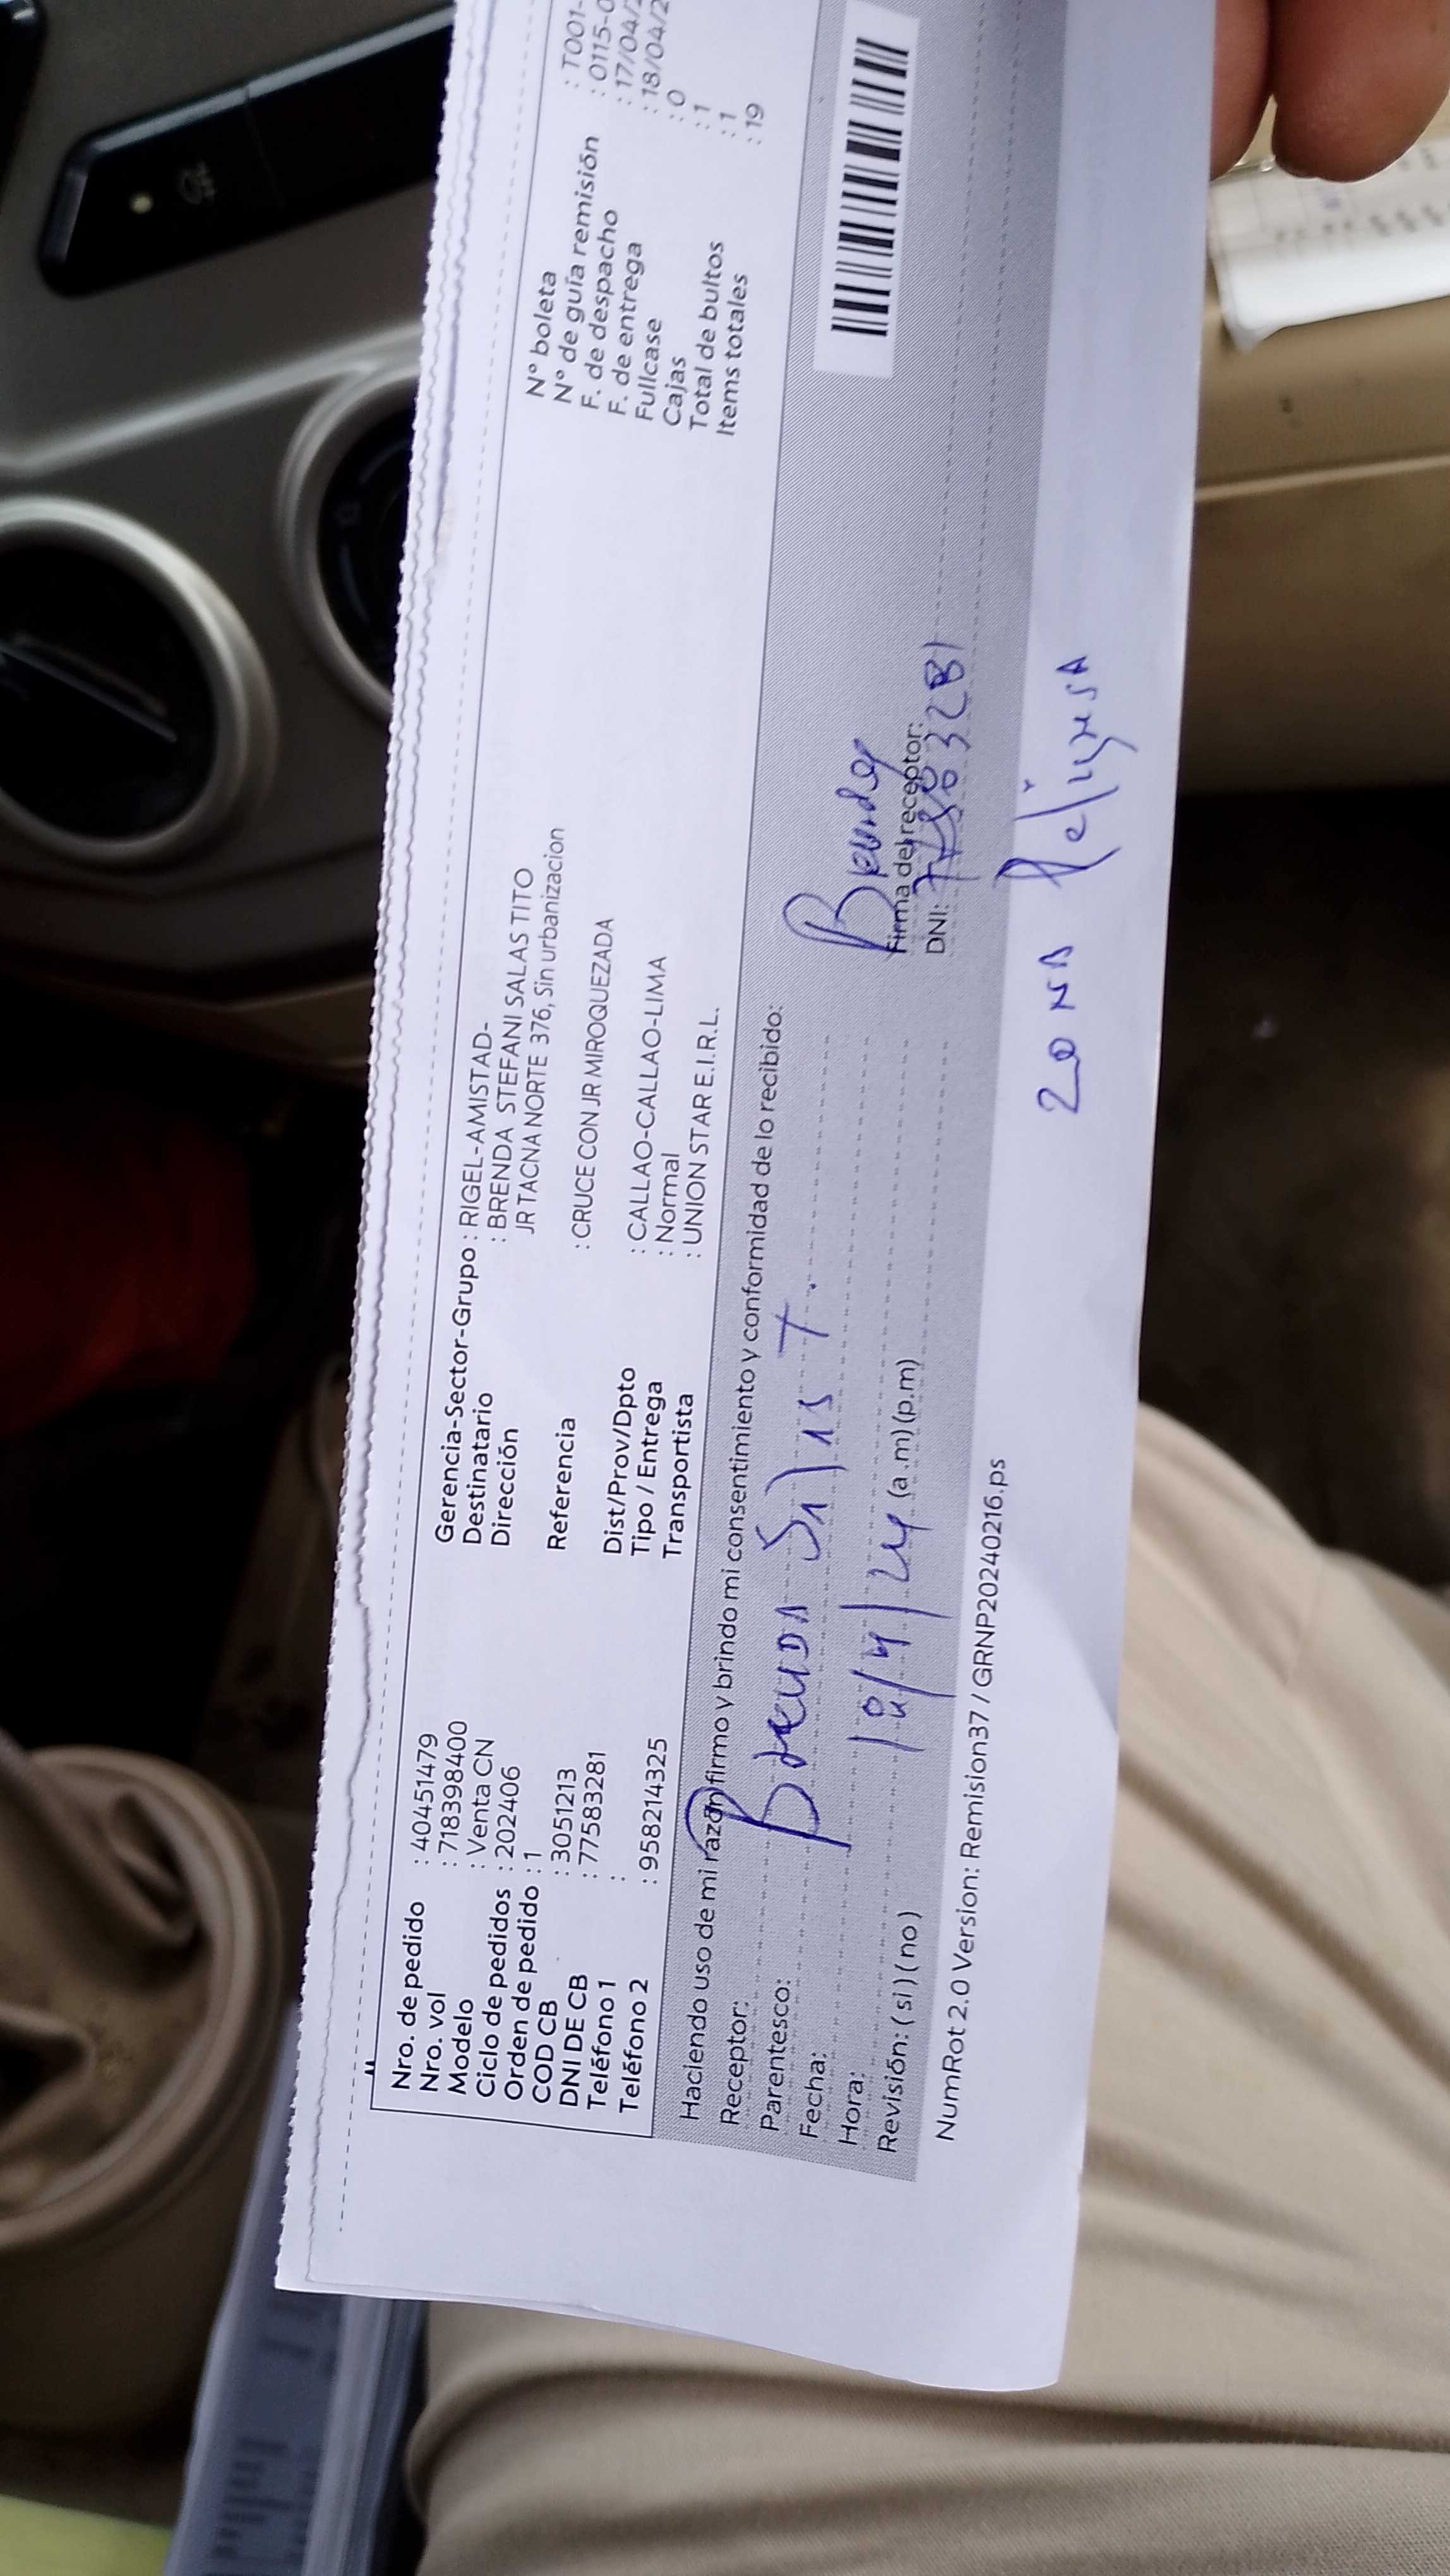 Nro. de pedido : 40451479
Nro. vol : 718398400
Modelo : Venta CN
Ciclo de pedidos : 202406
Orden de pedido : 1
COD CB : 3051213
DNI DE CB : 77583281
Teléfono 1 :
Teléfono 2 : 958214325
Gerencia-Sector-Grupo : RIGEL-AMISTAD-
Destinatario : BRENDA STEFANI SALAS TITO
Dirección JR TACNA NORTE 376, Sin urbanizacion
Referencia : CRUCE CON JR MIROQUEZADA
Dist/Prov/Dpto : CALLAO-CALLAO-LIMA
Tipo / Entrega : Normal
Transportista : UNION STAR E.I.R.L.
N° boleta : T001-
N° de guía remisión : 0115-0
F. de despacho : 17/04/2
F. de entrega : 18/04/2
Fullcase : 0
Cajas : 1
Total de bultos : 1
Items totales : 19
Haciendo uso de mi razón firmo y brindo mi consentimiento y conformidad de lo recibido:
Receptor: Brenda Salas T.
Parentesco:
Fecha: 18/4/24
Hora: (a.m)(p.m)
Revisión: (si)(no)
Brenda
Firma del receptor:
DNI: 77583281
NumRot 2.0 Version: Remision37 / GRNP20240216.ps
ZONA Peligrosa